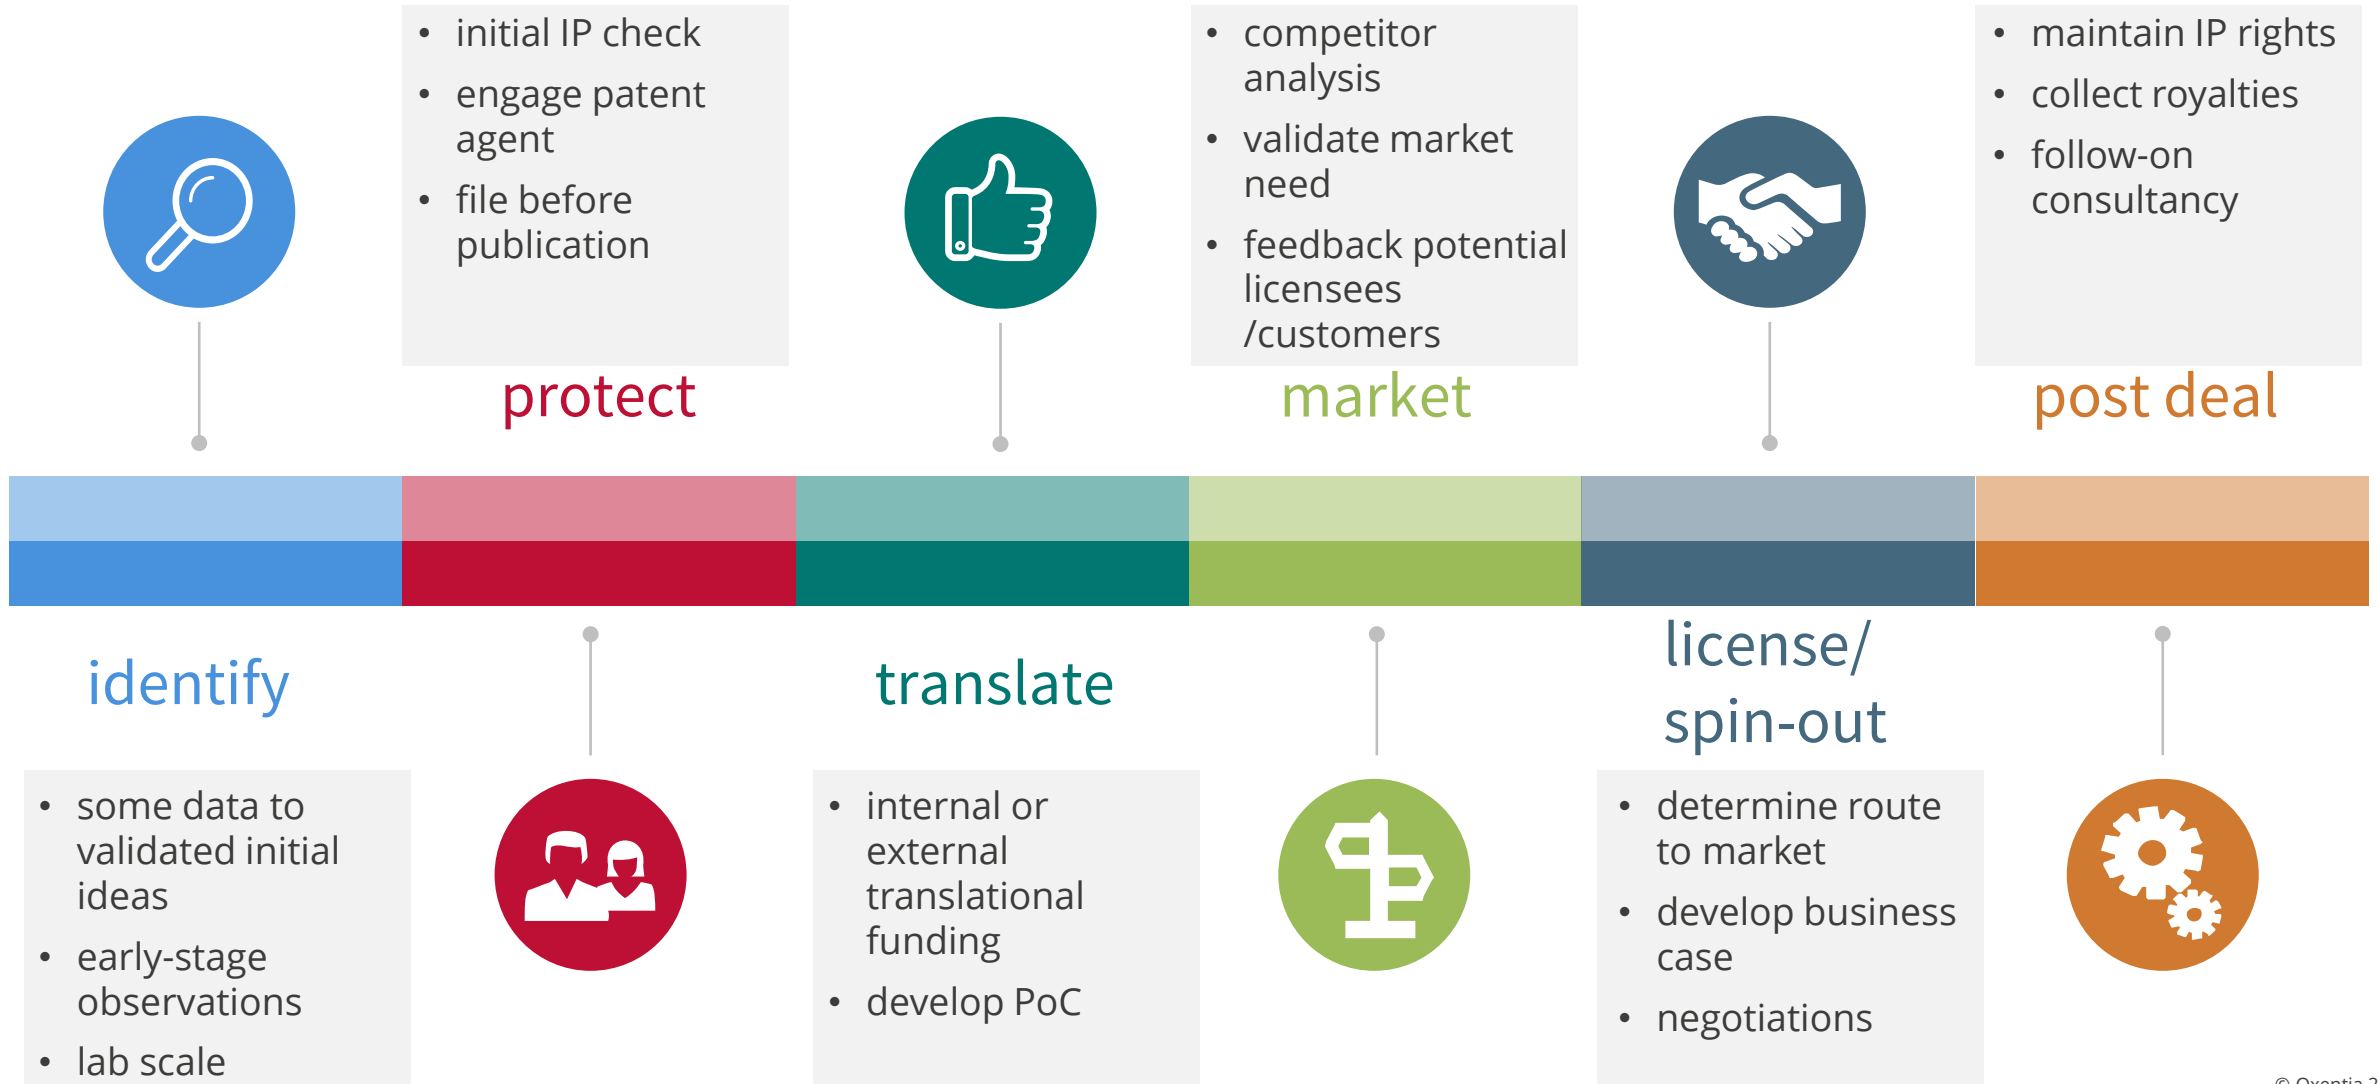 • initial IP check
• engage patent
agent
• file before
publication
• competitor
analysis
• validate market
need
• feedback potential
licensees
/customers
• maintain IP rights
• collect royalties
• follow-on
consultancy
protect
market
post deal
identify
translate
license/
spin-out
• some data to
validated initial
ideas
• early-stage
observations
• lab scale
• internal or
external
translational
funding
• develop PoC
• determine route
to market
• develop business
case
• negotiations
© Oxentia 2